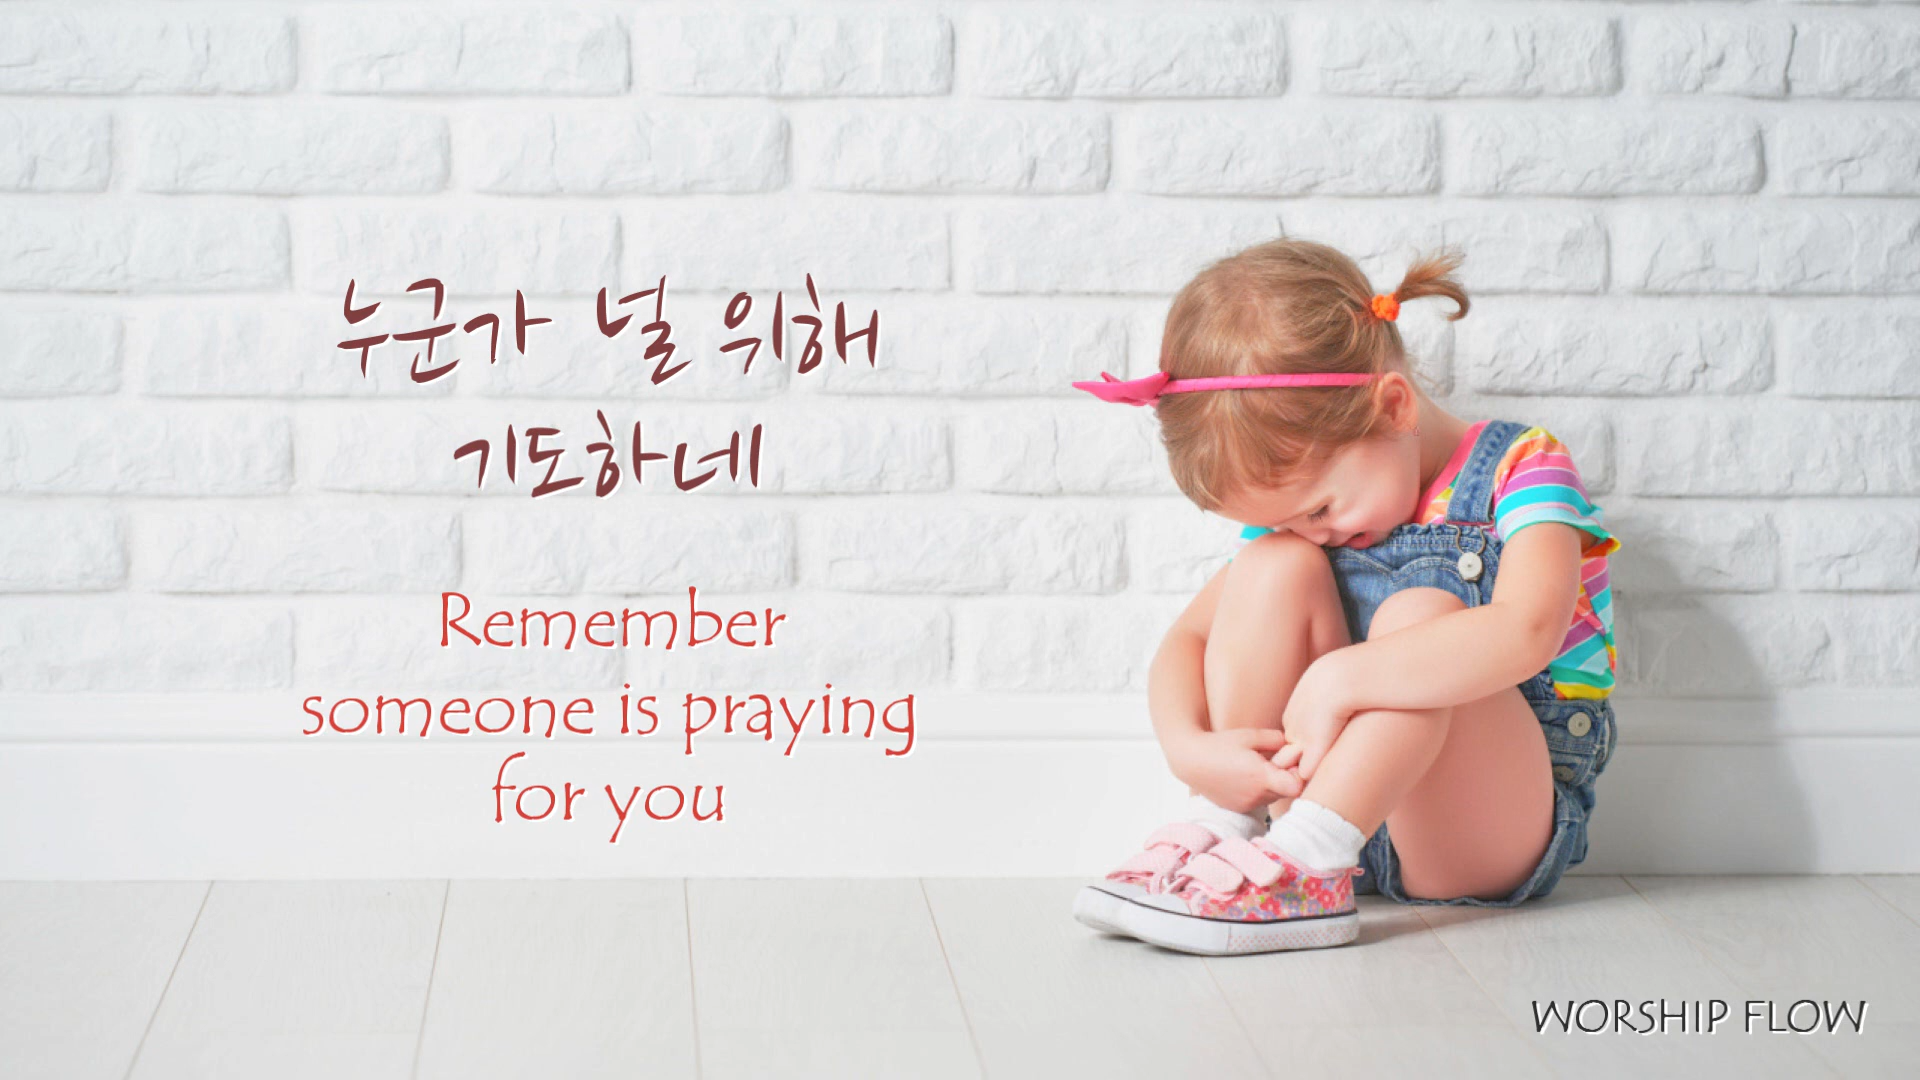 누군가 널 위해
기도하네
Remember
someone is praying
for you
WORSHIP FLOW